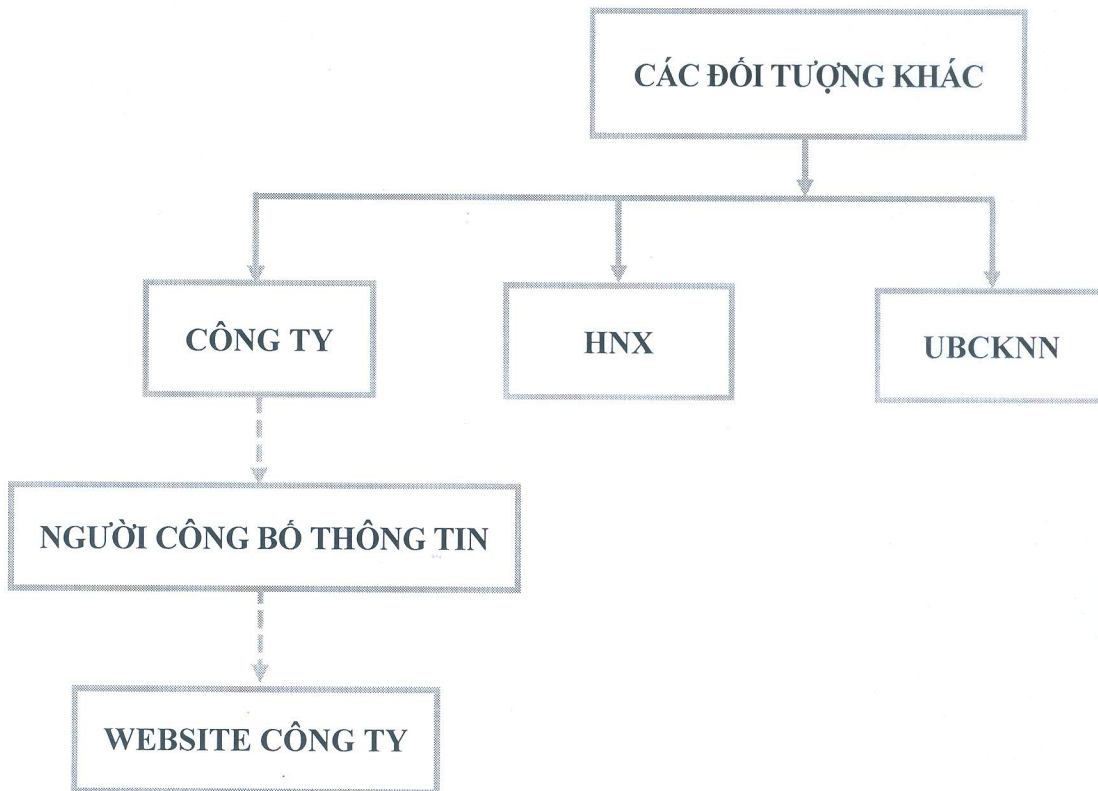 CÁC ĐỐI TƯỢNG KHÁC
CÔNG TY
HNX
UBCKNN
NGƯỜI CÔNG BỐ THÔNG TIN
WEBSITE CÔNG TY